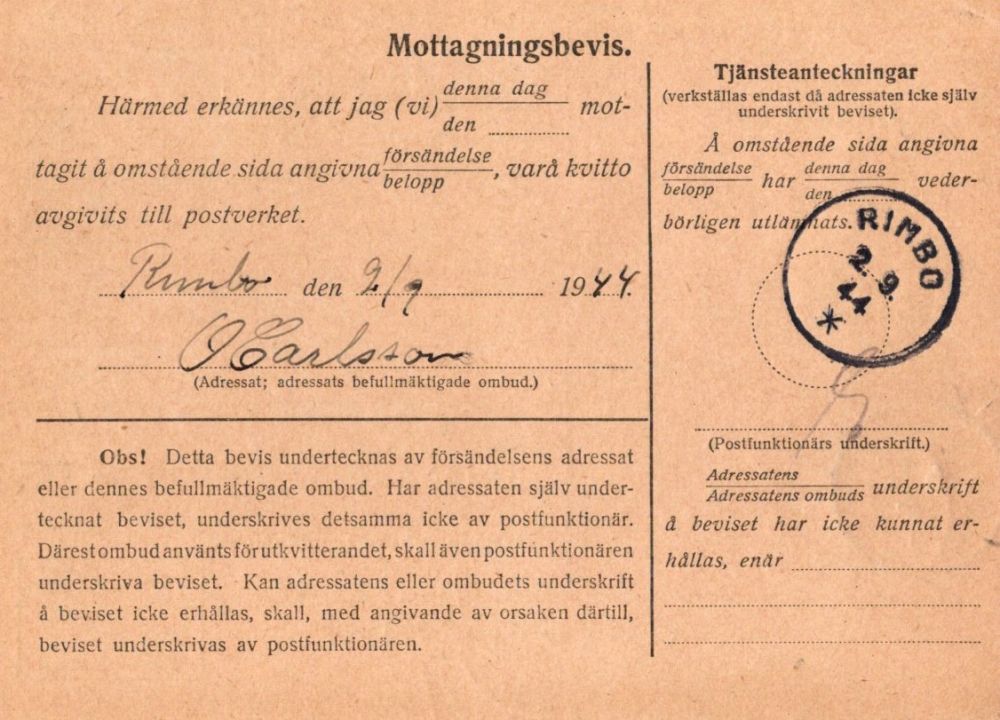 Mottagningsbevis.
Härmed erkännes, att jag (vi) denna dag / den mot-
tagit å omstående sida angivna försändelse / belopp, varå kvitto
avgivits till postverket.
Rimbo den 2/9 1944.
O Carlsson
(Adressat; adressats befullmäktigade ombud.)
Obs! Detta bevis undertecknas av försändelsens adressat
eller dennes befullmäktigade ombud. Har adressaten själv under-
tecknat beviset, underskrives detsamma icke av postfunktionär.
Därest ombud använts för utkvitterandet, skall även postfunktionären
underskriva beviset. Kan adressatens eller ombudets underskrift
å beviset icke erhållas, skall, med angivande av orsaken därtill,
beviset underskrivas av postfunktionären.
Tjänsteanteckningar
(verkställas endast då adressaten icke själv
underskrivit beviset).
Å omstående sida angivna
försändelse / belopp har denna dag / den veder-
börligen utlämnats.
RIMBO
2. 9.
44
(Postfunktionärs underskrift.)
Adressatens / Adressatens ombuds underskrift
å beviset har icke kunnat er-
hållas, enär